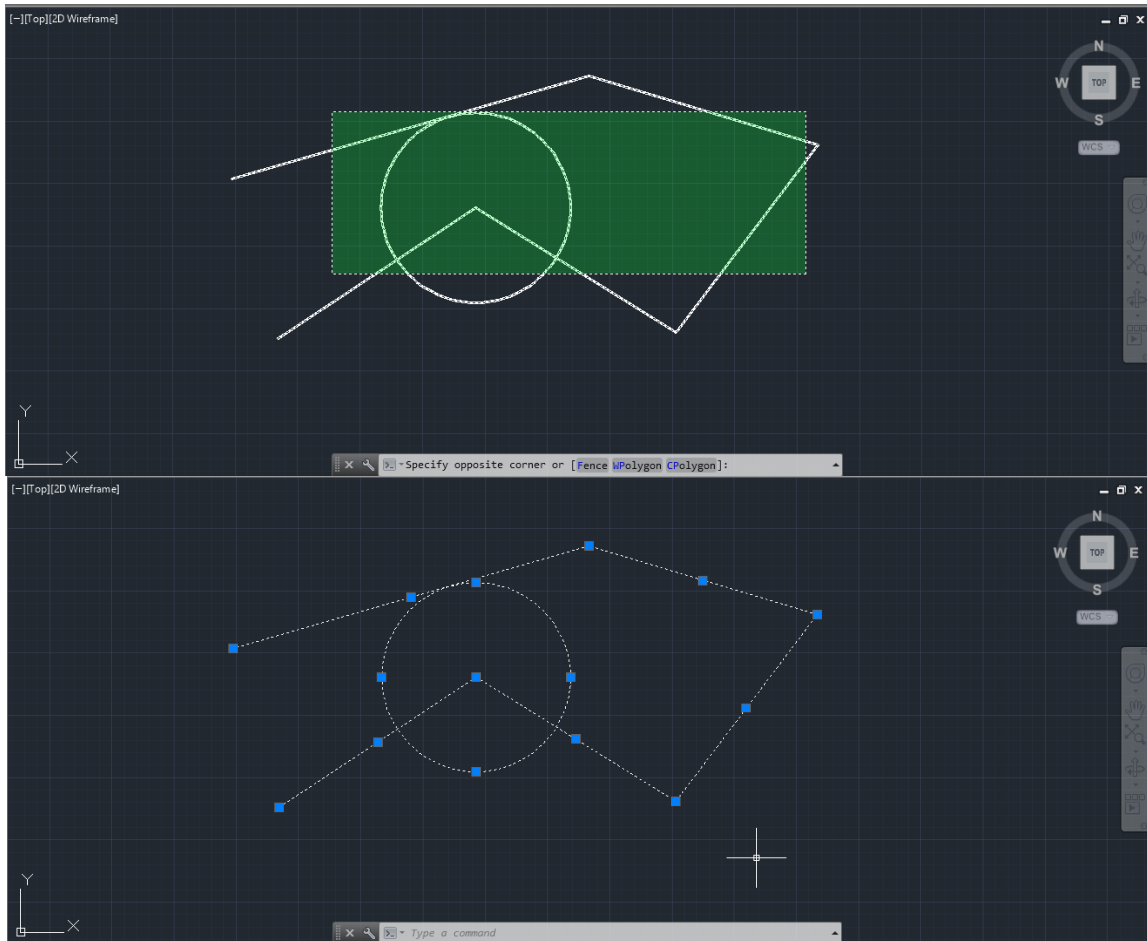 [−][Top][2D Wireframe]
N
W TOP E
S
WCS
Y
X
Specify opposite corner or [Fence WPolygon CPolygon]:
[−][Top][2D Wireframe]
N
W TOP E
S
WCS
Y
X
Type a command